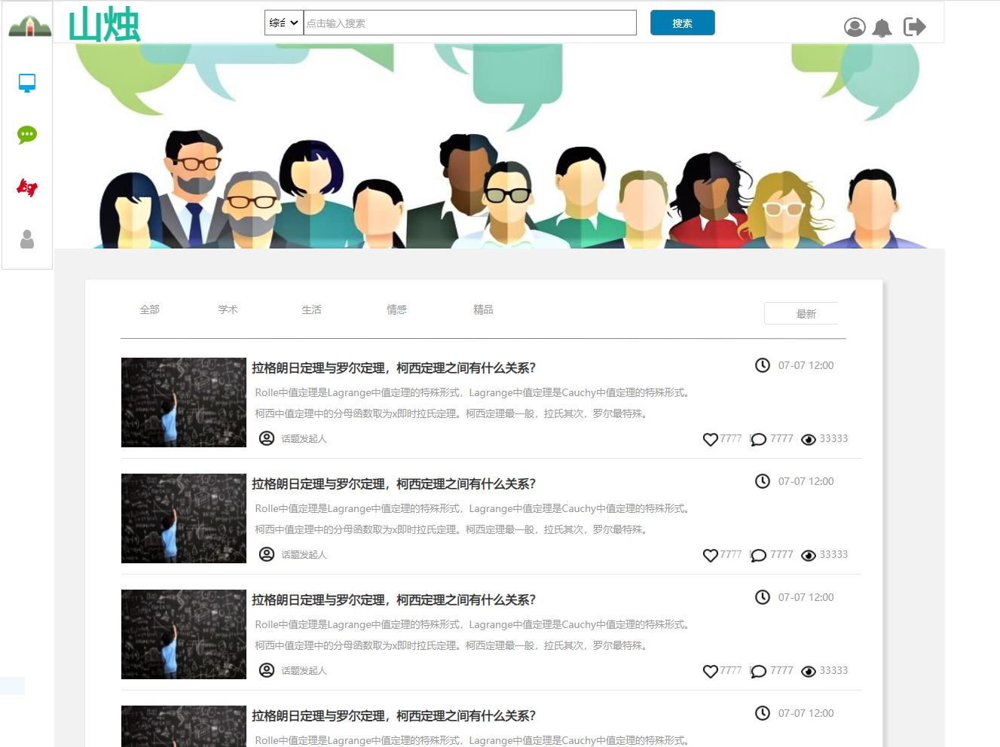 山烛
综合
点击输入搜索
搜索
全部 学术 生活 情感 精品 最新
拉格朗日定理与罗尔定理，柯西定理之间有什么关系？
07-07 12:00
Rolle中值定理是Lagrange中值定理的特殊形式，Lagrange中值定理是Cauchy中值定理的特殊形式。
柯西中值定理中的分母函数取为x即时拉氏定理。柯西定理最一般，拉氏其次，罗尔最特殊。
话题发起人 7777 7777 33333
拉格朗日定理与罗尔定理，柯西定理之间有什么关系？
07-07 12:00
Rolle中值定理是Lagrange中值定理的特殊形式，Lagrange中值定理是Cauchy中值定理的特殊形式。
柯西中值定理中的分母函数取为x即时拉氏定理。柯西定理最一般，拉氏其次，罗尔最特殊。
话题发起人 7777 7777 33333
拉格朗日定理与罗尔定理，柯西定理之间有什么关系？
07-07 12:00
Rolle中值定理是Lagrange中值定理的特殊形式，Lagrange中值定理是Cauchy中值定理的特殊形式。
柯西中值定理中的分母函数取为x即时拉氏定理。柯西定理最一般，拉氏其次，罗尔最特殊。
话题发起人 7777 7777 33333
拉格朗日定理与罗尔定理，柯西定理之间有什么关系？
07-07 12:00
Rolle中值定理是Lagrange中值定理的特殊形式，Lagrange中值定理是Cauchy中值定理的特殊形式。